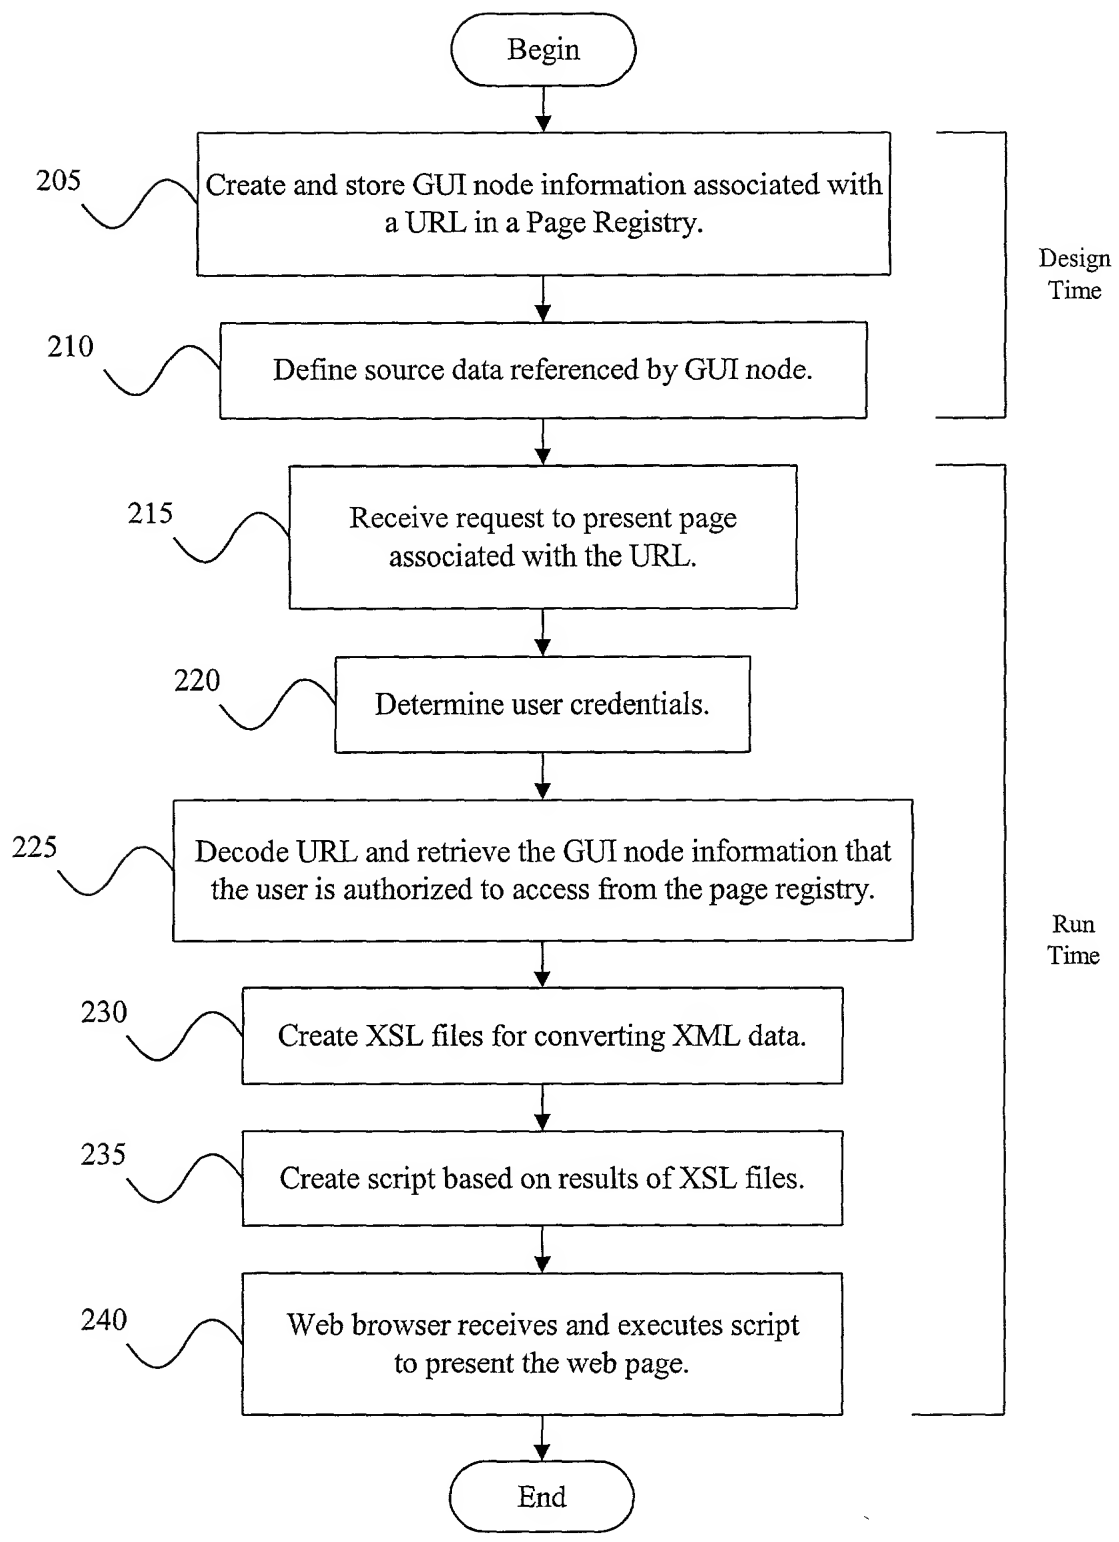 Begin
205
Create and store GUI node information associated with
a URL in a Page Registry.
Design
Time
210
Define source data referenced by GUI node.
215
Receive request to present page
associated with the URL.
220
Determine user credentials.
225
Decode URL and retrieve the GUI node information that
the user is authorized to access from the page registry.
Run
Time
230
Create XSL files for converting XML data.
235
Create script based on results of XSL files.
240
Web browser receives and executes script
to present the web page.
End